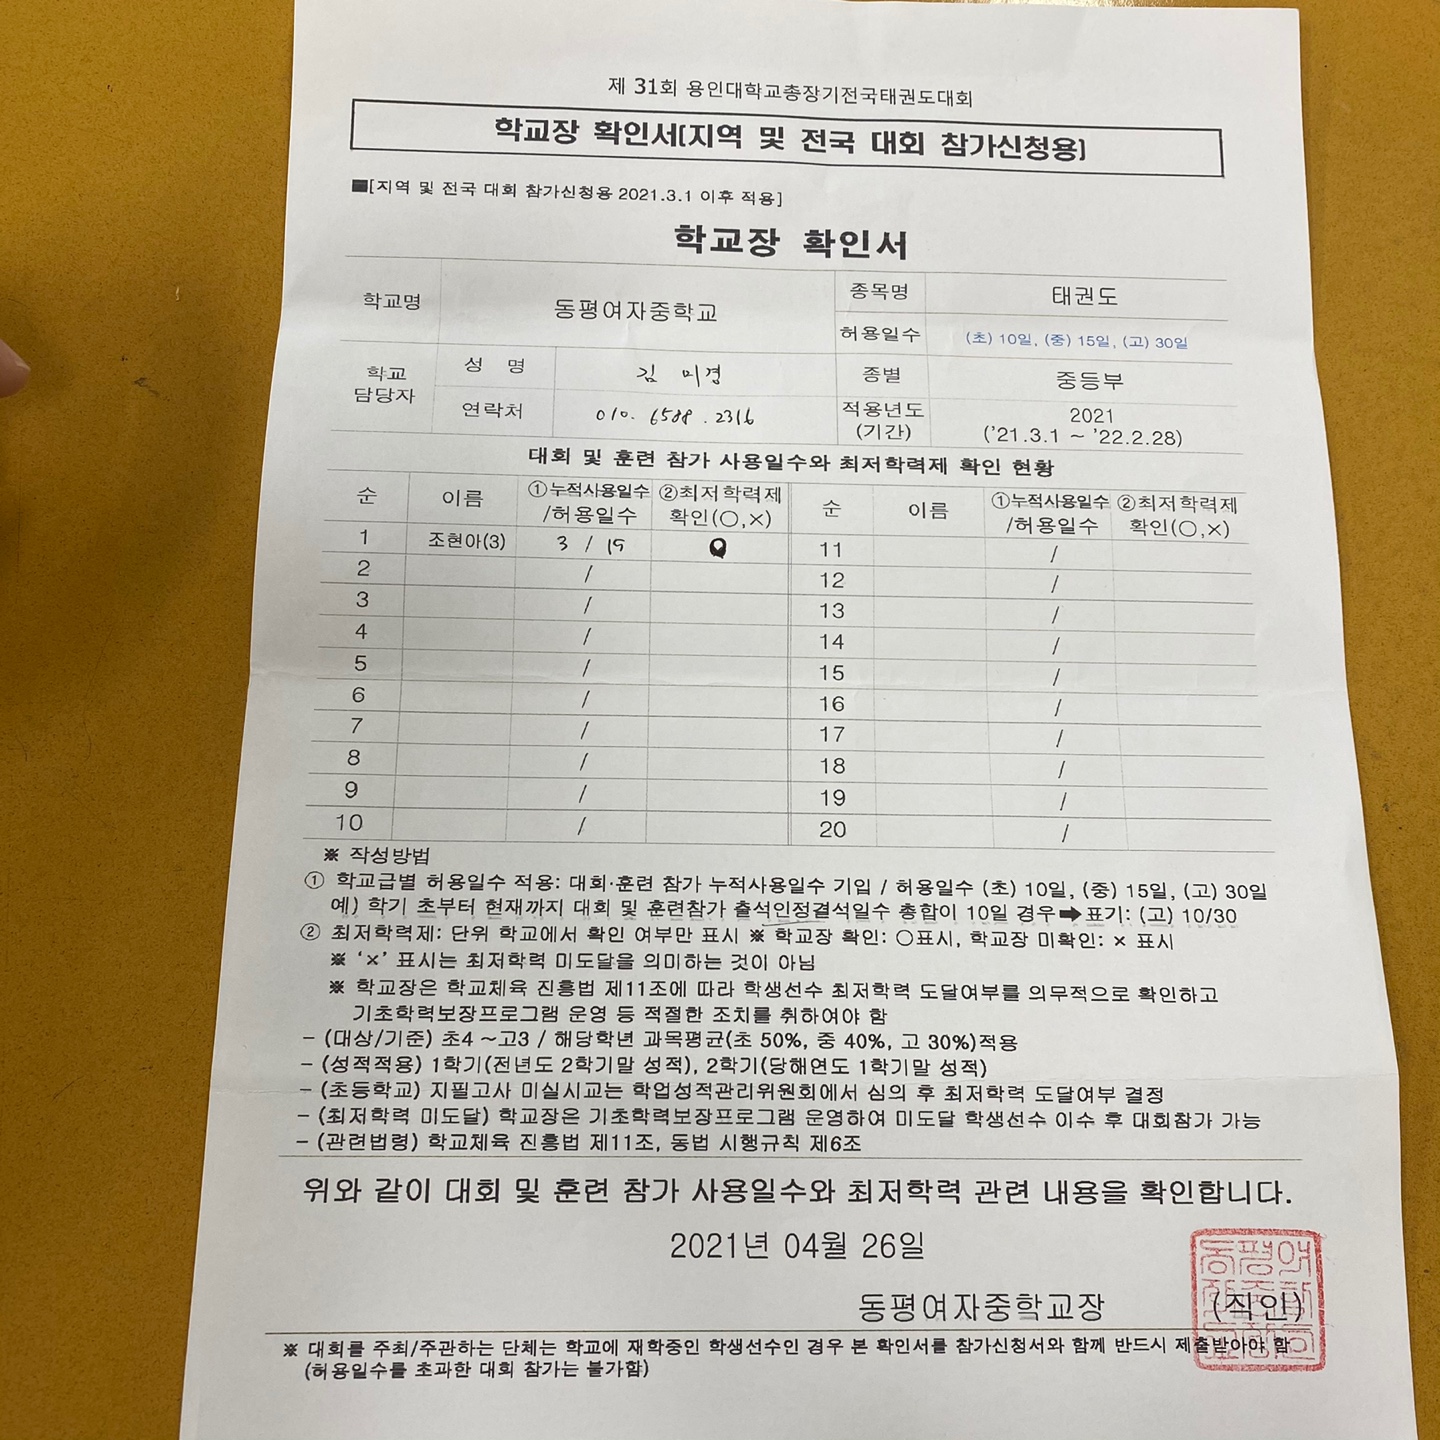 제 31회 용인대학교총장기전국태권도대회
학교장 확인서[지역 및 전국 대회 참가신청용]
■[지역 및 전국 대회 참가신청용 2021.3.1 이후 적용]
학교장 확인서
학교명 동평여자중학교 종목명 태권도
허용일수 (초) 10일, (중) 15일, (고) 30일
학교 담당자 성 명 김 미경 종별 중등부
연락처 010. 6588 . 2316 적용년도 (기간) 2021 ('21.3.1 ~ '22.2.28)
대회 및 훈련 참가 사용일수와 최저학력제 확인 현황
순 이름 ①누적사용일수 /허용일수 ②최저학력제 확인(○,×) 순 이름 ①누적사용일수 /허용일수 ②최저학력제 확인(○,×)
1 조현아(3) 3 / 15 O 11 /
2 / 12 /
3 / 13 /
4 / 14 /
5 / 15 /
6 / 16 /
7 / 17 /
8 / 18 /
9 / 19 /
10 / 20 /
※ 작성방법
① 학교급별 허용일수 적용: 대회·훈련 참가 누적사용일수 기입 / 허용일수 (초) 10일, (중) 15일, (고) 30일
예) 학기 초부터 현재까지 대회 및 훈련참가 출석인정결석일수 총합이 10일 경우➡표기: (고) 10/30
② 최저학력제: 단위 학교에서 확인 여부만 표시 ※ 학교장 확인: ○표시, 학교장 미확인: × 표시
※ '×' 표시는 최저학력 미도달을 의미하는 것이 아님
※ 학교장은 학교체육 진흥법 제11조에 따라 학생선수 최저학력 도달여부를 의무적으로 확인하고
기초학력보장프로그램 운영 등 적절한 조치를 취하여야 함
- (대상/기준) 초4 ~고3 / 해당학년 과목평균(초 50%, 중 40%, 고 30%)적용
- (성적적용) 1학기(전년도 2학기말 성적), 2학기(당해연도 1학기말 성적)
- (초등학교) 지필고사 미실시교는 학업성적관리위원회에서 심의 후 최저학력 도달여부 결정
- (최저학력 미도달) 학교장은 기초학력보장프로그램 운영하여 미도달 학생선수 이수 후 대회참가 가능
- (관련법령) 학교체육 진흥법 제11조, 동법 시행규칙 제6조
위와 같이 대회 및 훈련 참가 사용일수와 최저학력 관련 내용을 확인합니다.
2021년 04월 26일
동평여자중학교장 (직인)
※ 대회를 주최/주관하는 단체는 학교에 재학중인 학생선수인 경우 본 확인서를 참가신청서와 함께 반드시 제출받아야 함
(허용일수를 초과한 대회 참가는 불가함)